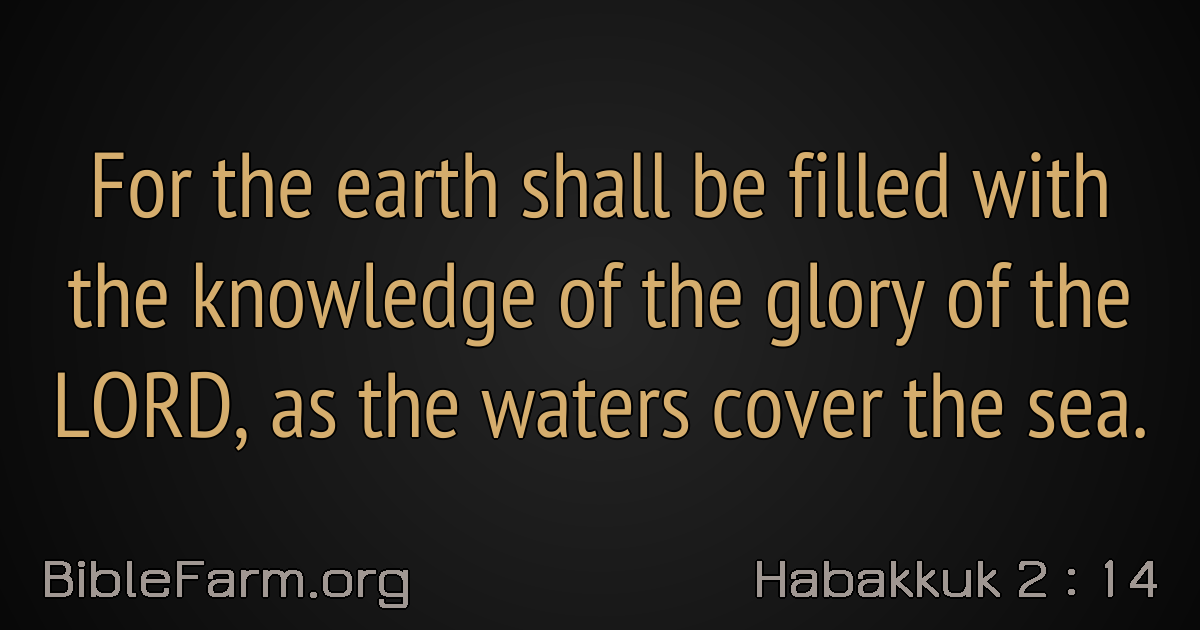 For the earth shall be filled with
the knowledge of the glory of the
LORD, as the waters cover the sea.
BibleFarm.org
Habakkuk 2 : 14